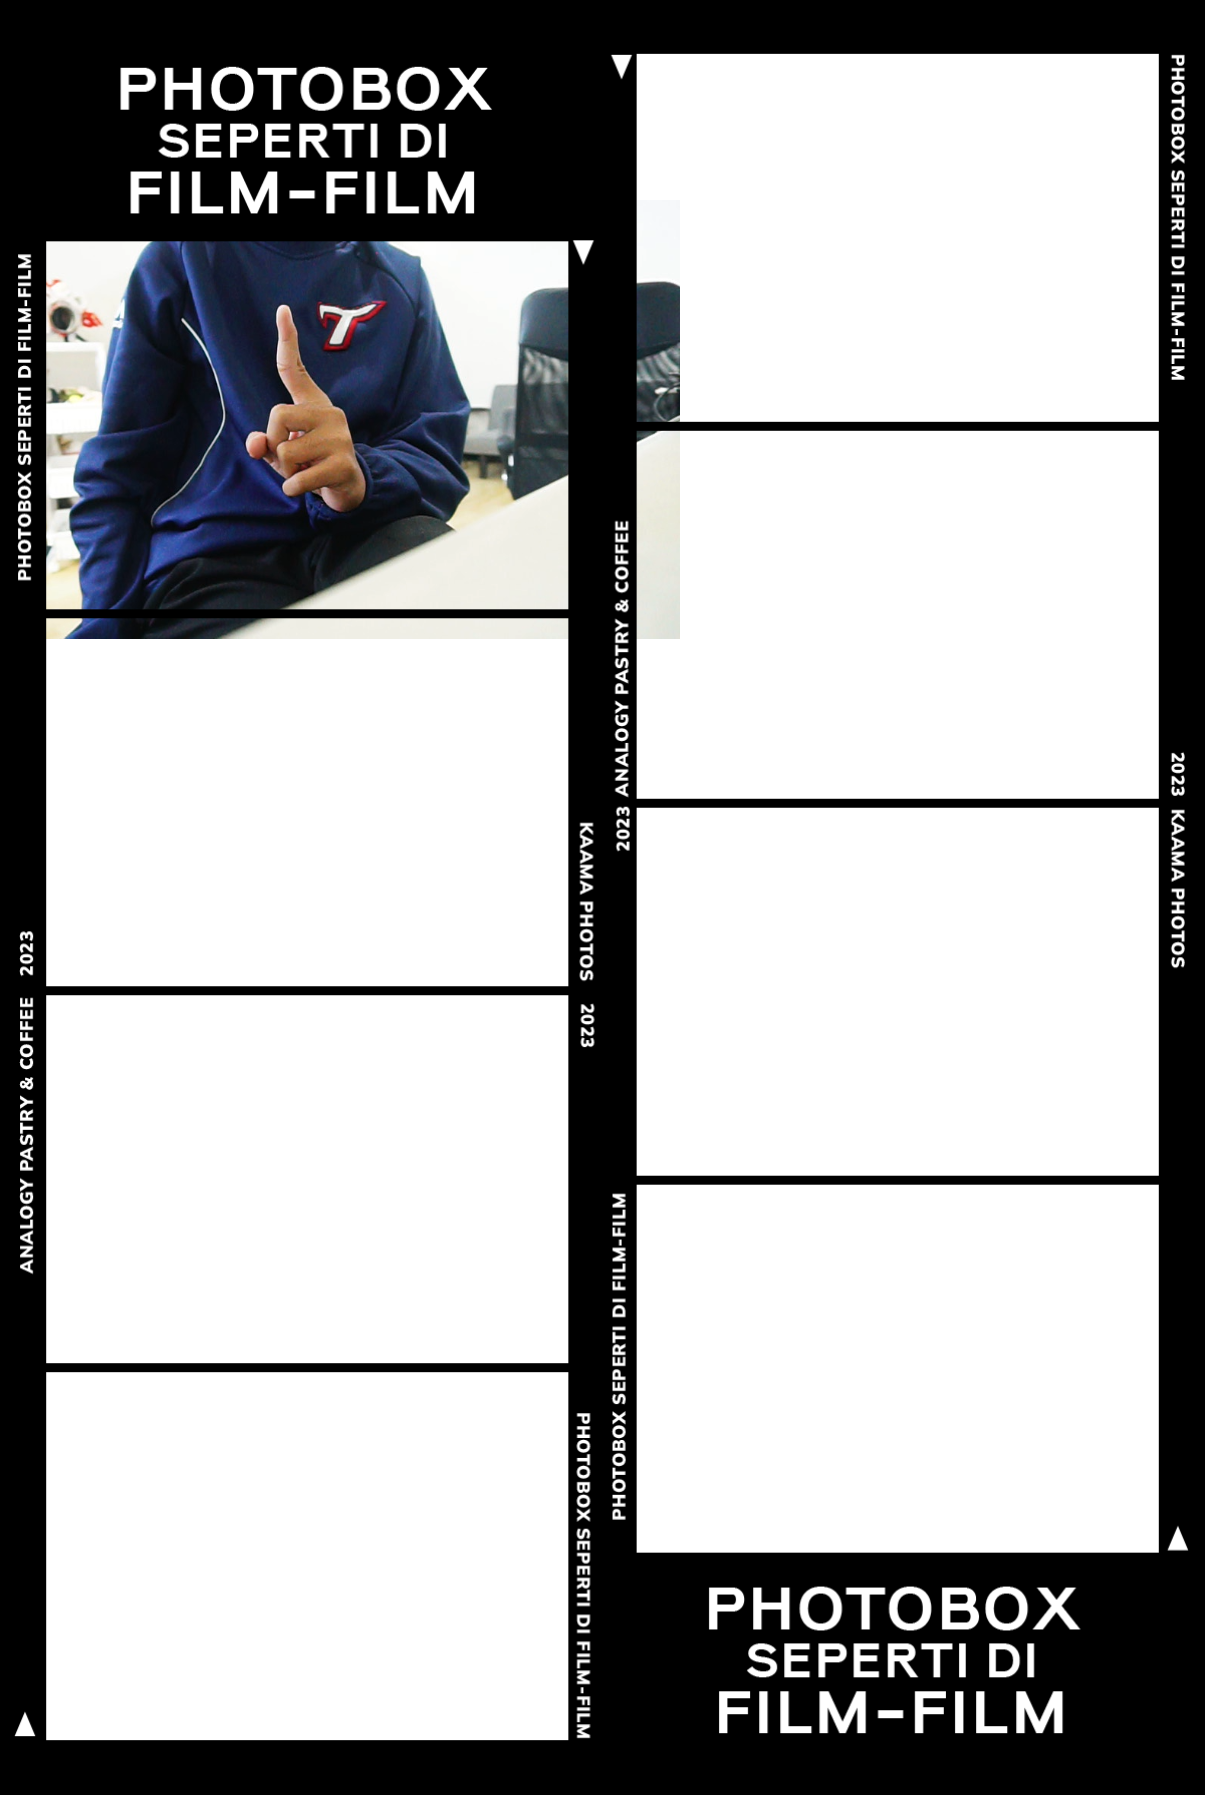 PHOTOBOX
SEPERTI DI
FILM-FILM
PHOTOBOX SEPERTI DI FILM-FILM
T
2023
ANALOGY PASTRY & COFFEE
KAAMA PHOTOS
2023
PHOTOBOX SEPERTI DI FILM-FILM
PHOTOBOX SEPERTI DI FILM-FILM
ANALOGY PASTRY & COFFEE
2023
2023
KAAMA PHOTOS
PHOTOBOX SEPERTI DI FILM-FILM
PHOTOBOX
SEPERTI DI
FILM-FILM